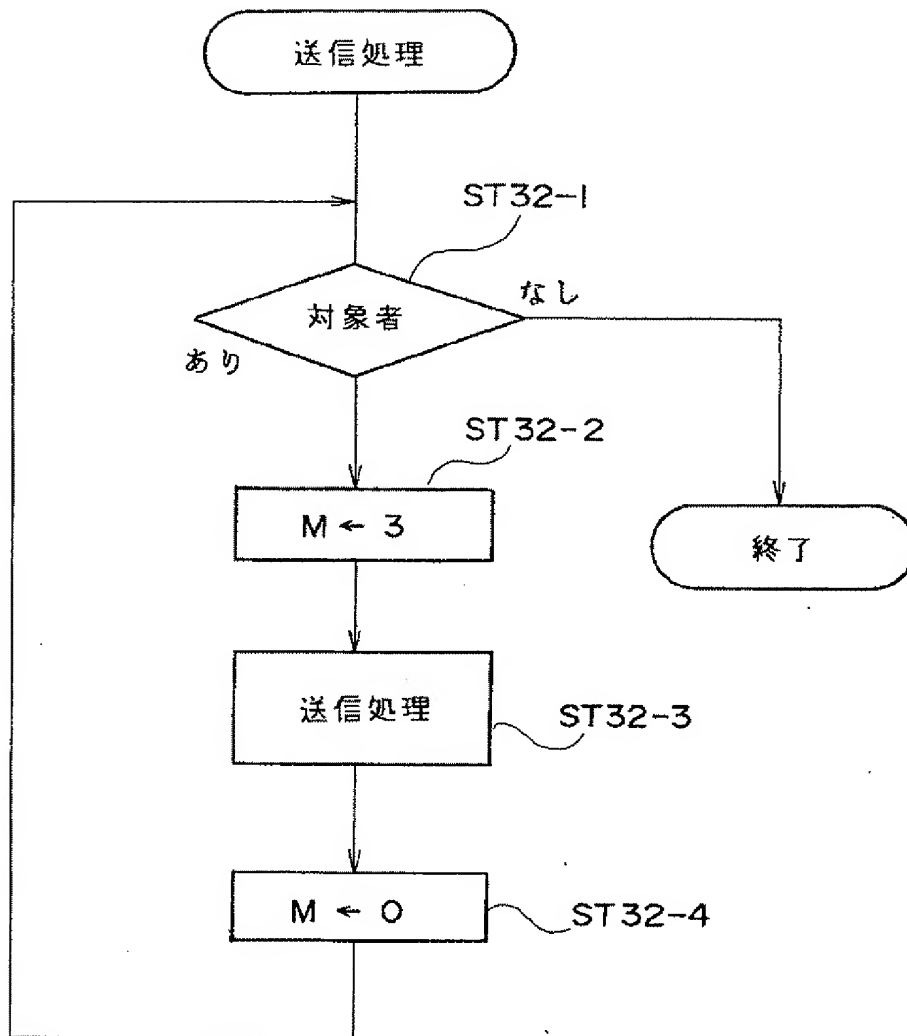 送信処理
ST32-1
対象者
なし
あり
ST32-2
M ← 3
終了
送信処理
ST32-3
M ← 0
ST32-4